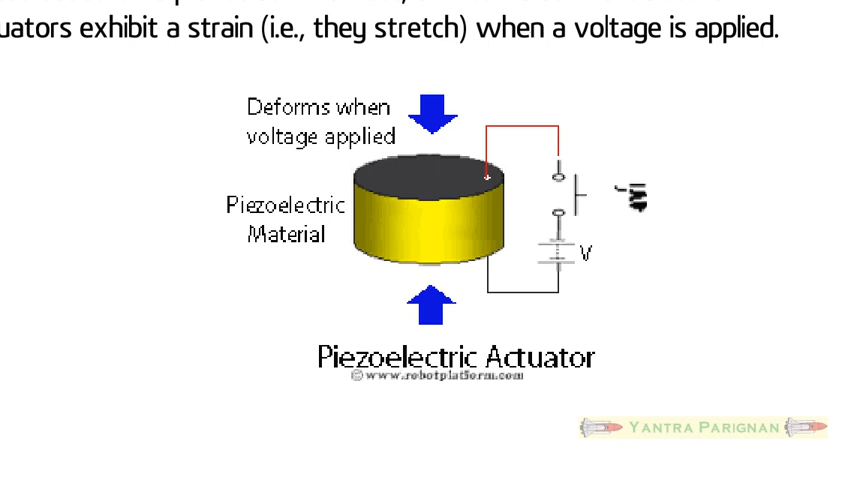 uators exhibit a strain (i.e., they stretch) when a voltage is applied.
Deforms when
voltage applied
Piezoelectric
Material
V
Piezoelectric Actuator
© www.robotplatform.com
YANTRA PARIGNAN